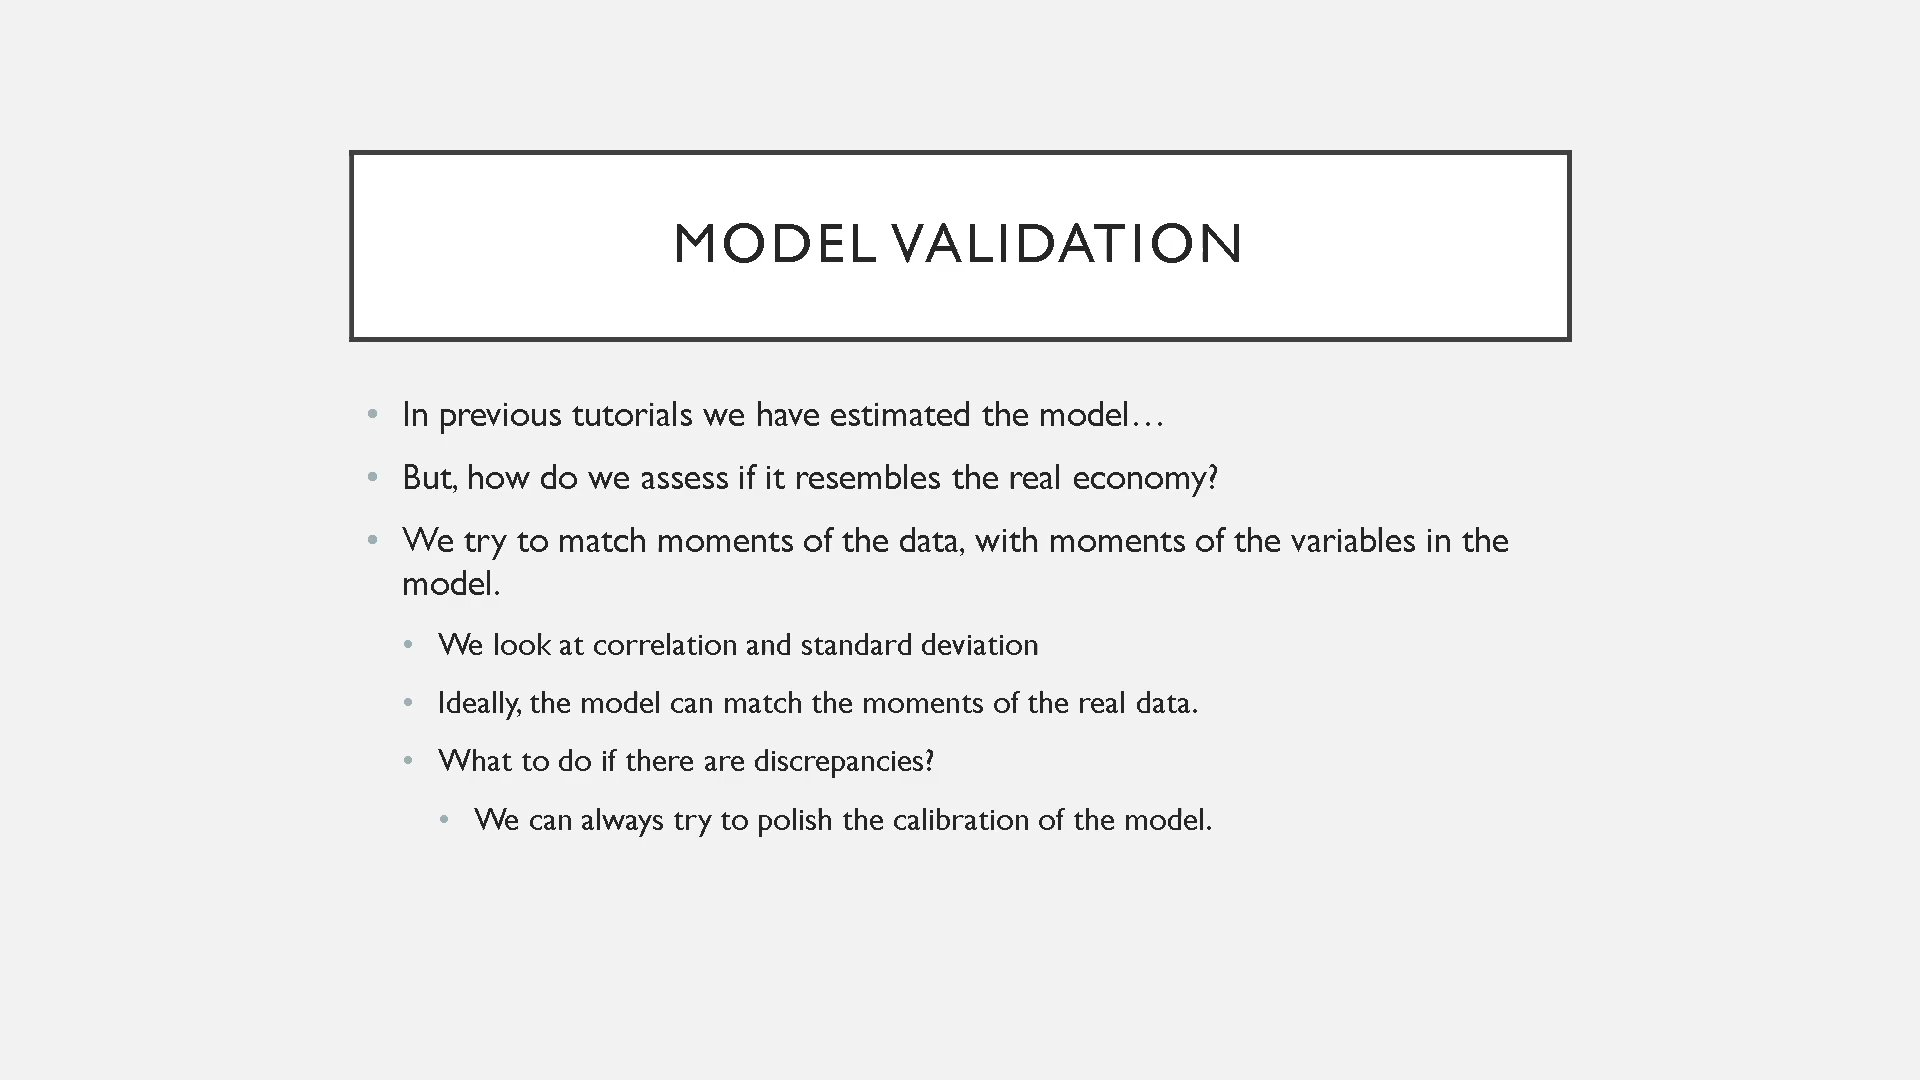 MODEL VALIDATION
• In previous tutorials we have estimated the model…
• But, how do we assess if it resembles the real economy?
• We try to match moments of the data, with moments of the variables in the
model.
• We look at correlation and standard deviation
• Ideally, the model can match the moments of the real data.
• What to do if there are discrepancies?
• We can always try to polish the calibration of the model.